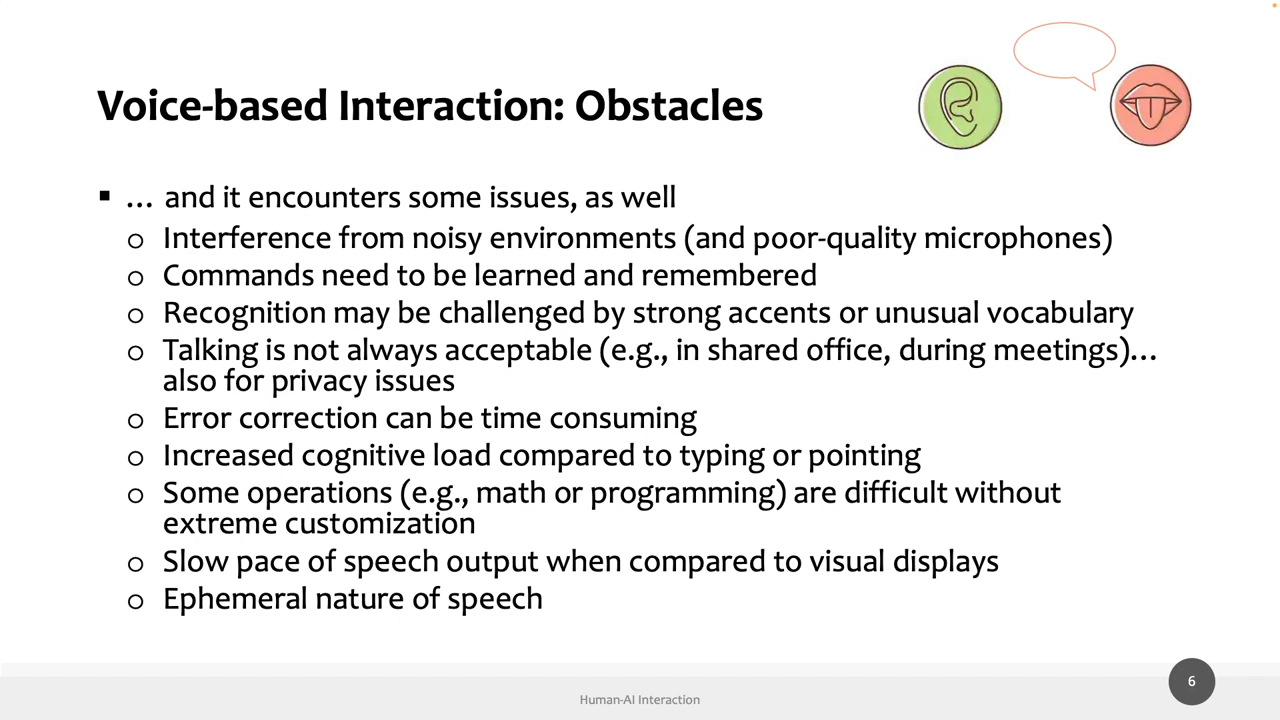 Voice-based Interaction: Obstacles
▪ … and it encounters some issues, as well
o Interference from noisy environments (and poor-quality microphones)
o Commands need to be learned and remembered
o Recognition may be challenged by strong accents or unusual vocabulary
o Talking is not always acceptable (e.g., in shared office, during meetings)…
also for privacy issues
o Error correction can be time consuming
o Increased cognitive load compared to typing or pointing
o Some operations (e.g., math or programming) are difficult without
extreme customization
o Slow pace of speech output when compared to visual displays
o Ephemeral nature of speech
Human-AI Interaction
6